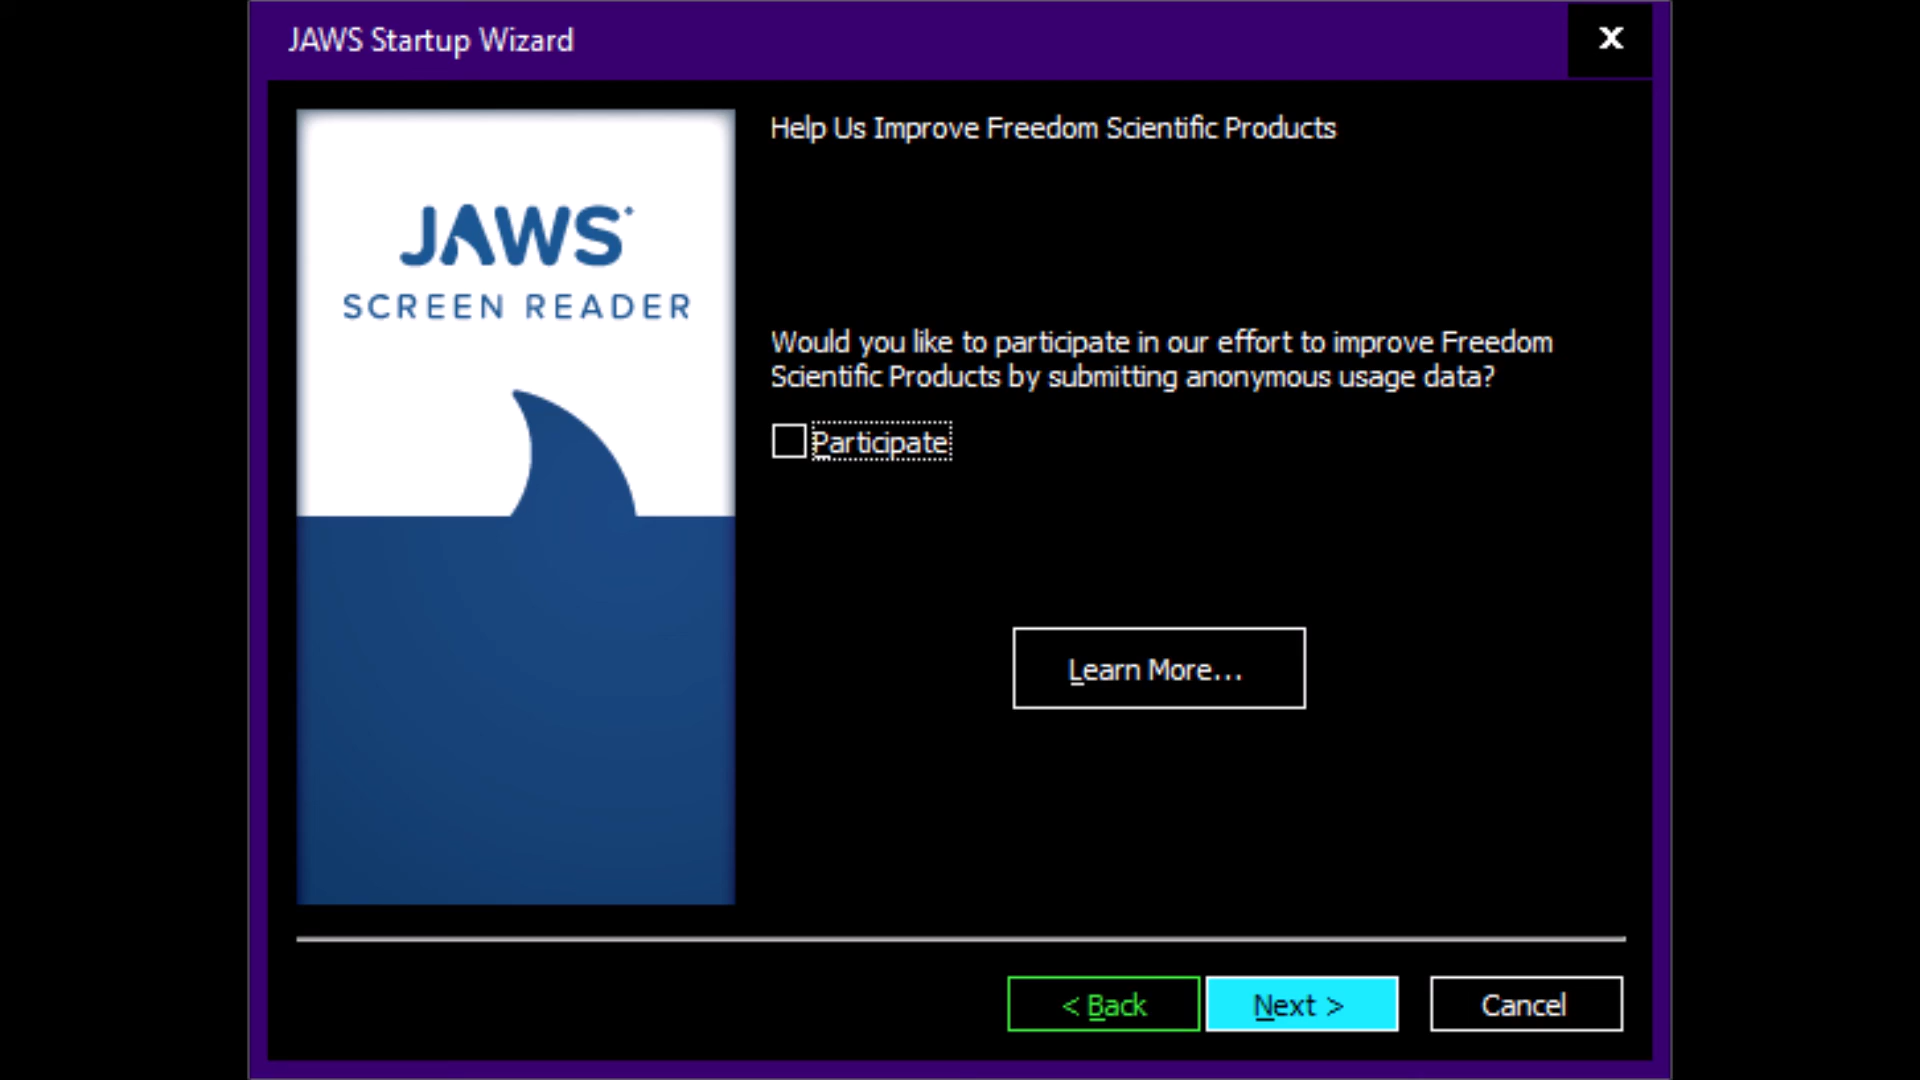 JAWS Startup Wizard
x
JAWS
SCREEN READER
Help Us Improve Freedom Scientific Products
Would you like to participate in our effort to improve Freedom
Scientific Products by submitting anonymous usage data?
Participate
Learn More...
< Back
Next >
Cancel